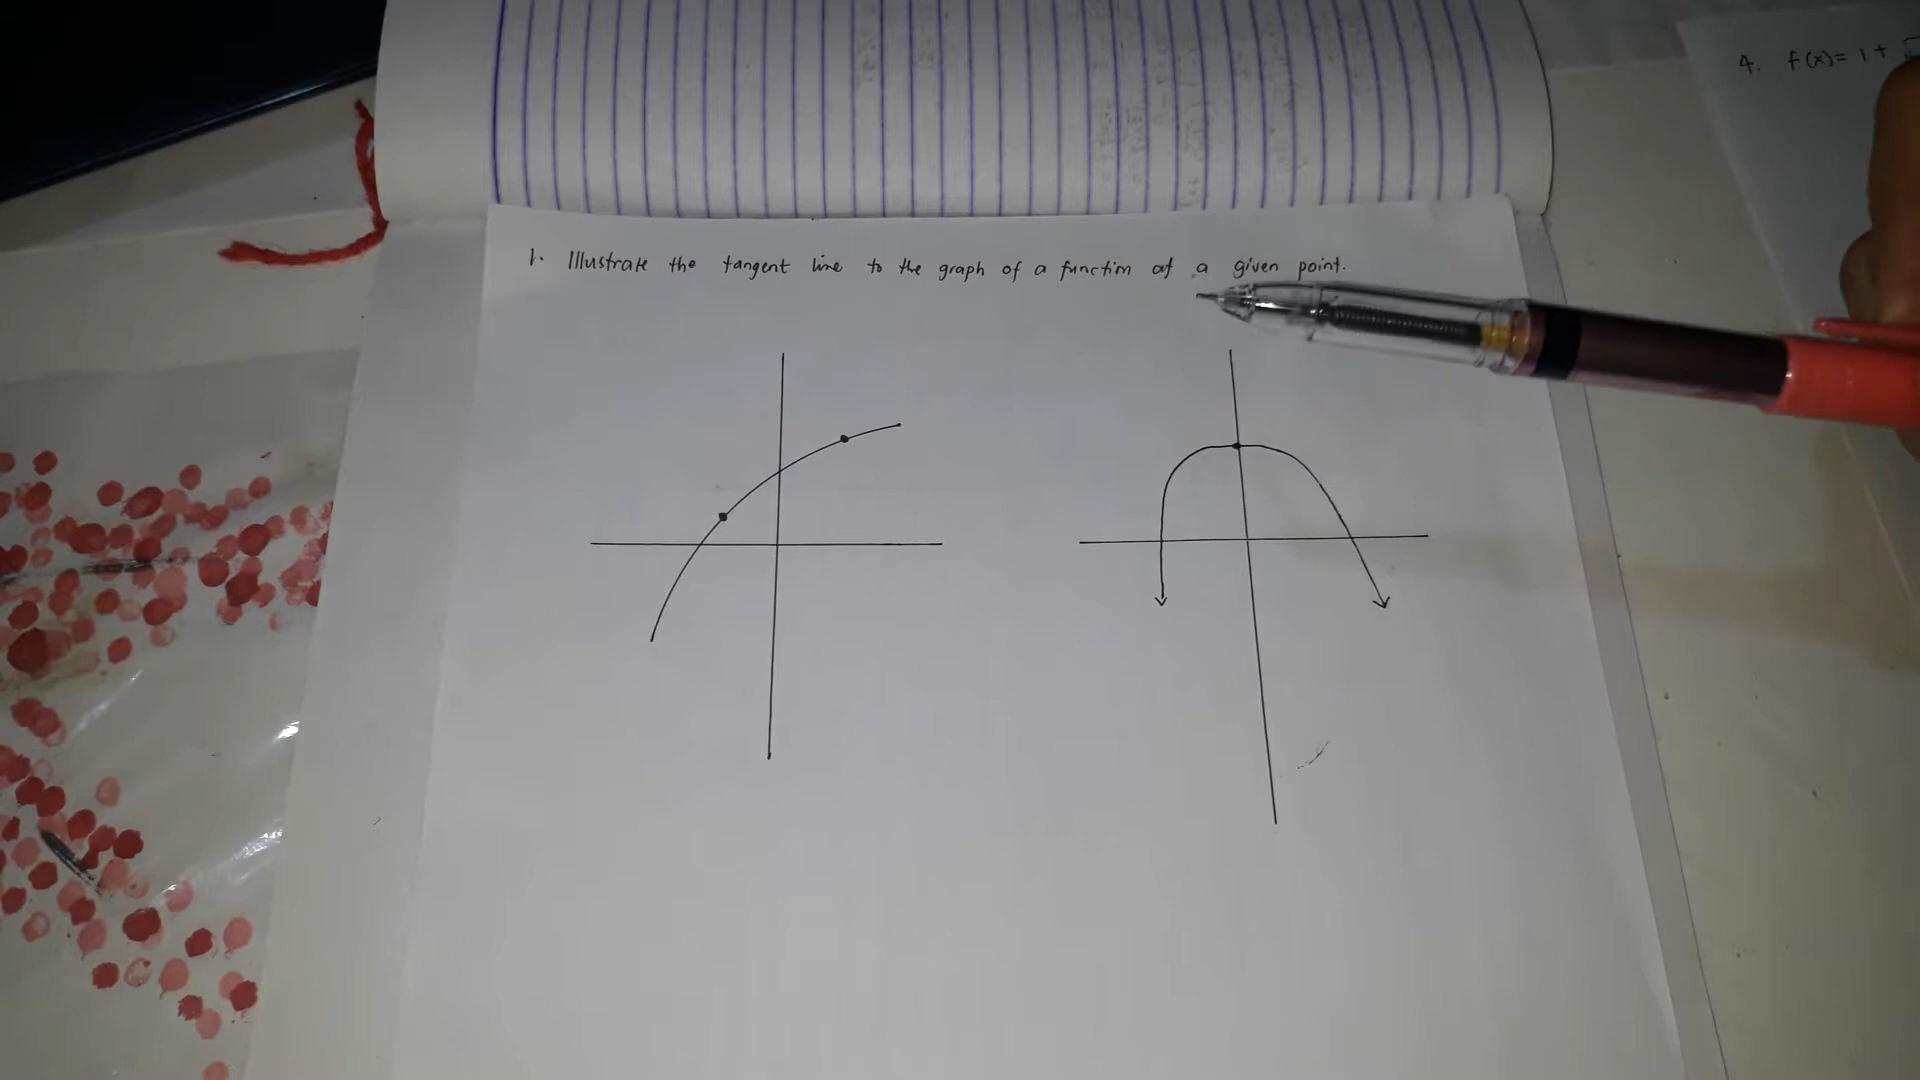 1. Illustrate the tangent line to the graph of a function at a given point.
4. f(x) = 1 +